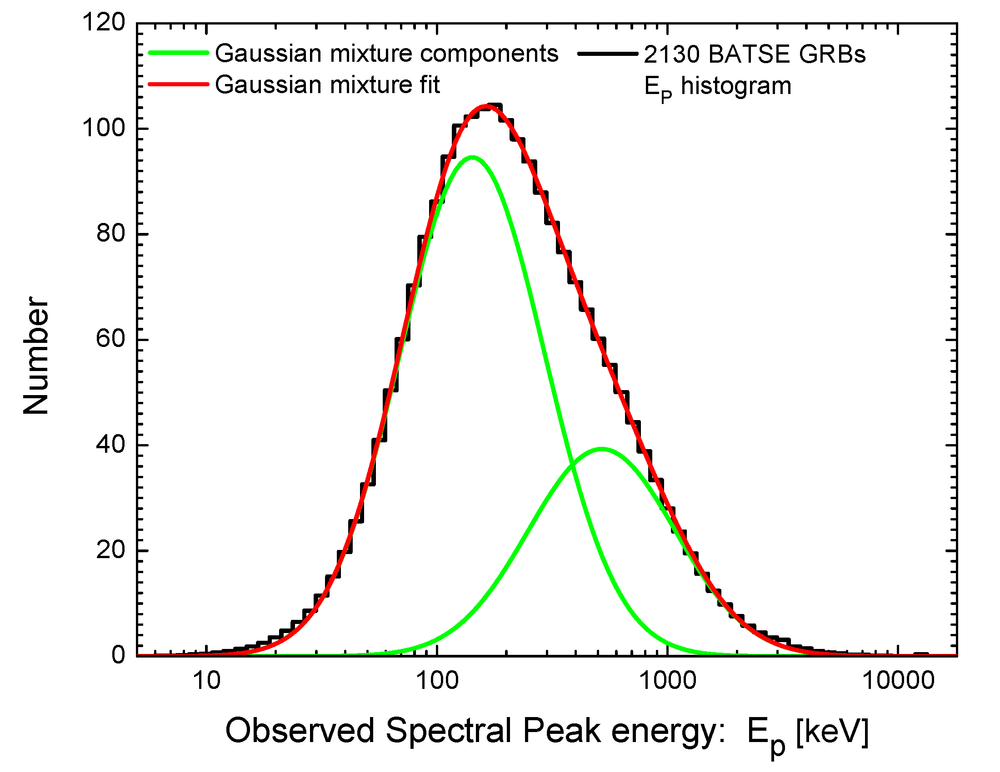 120
100
80
60
40
20
0
Number
Gaussian mixture components
Gaussian mixture fit
2130 BATSE GRBs
EP histogram
10
100
1000
10000
Observed Spectral Peak energy: Ep [keV]